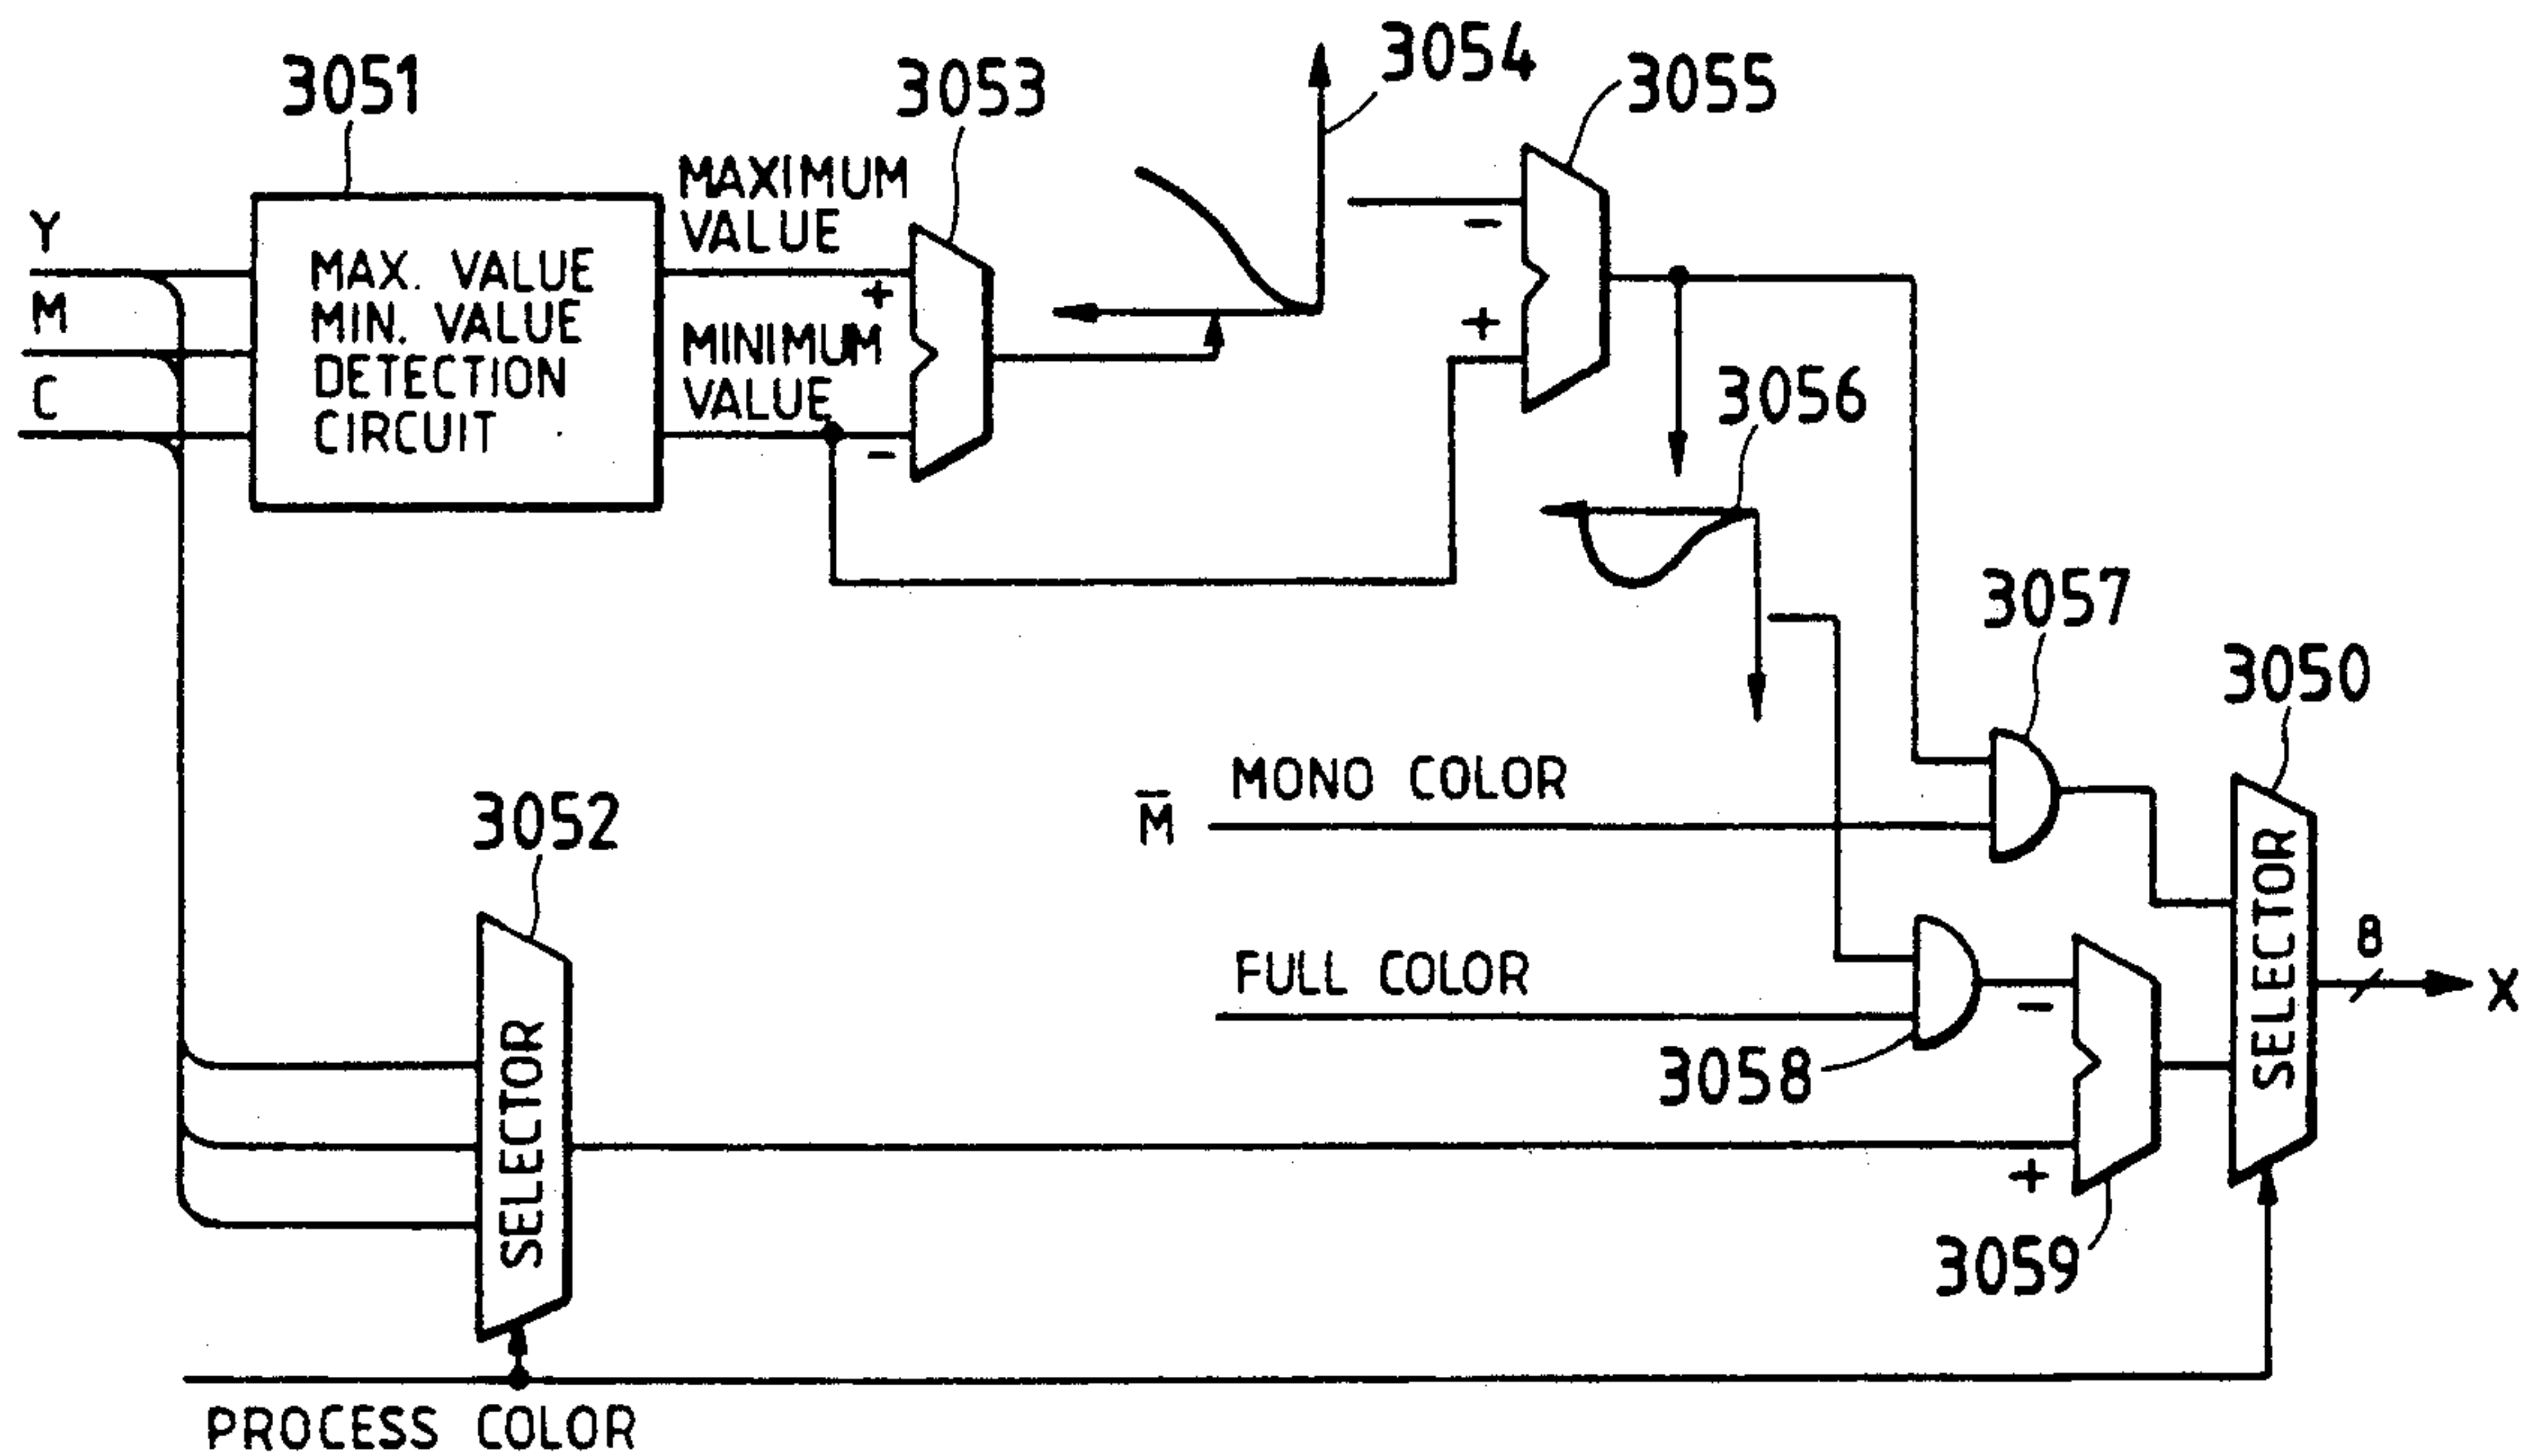 3051
3053
3054
3055
MAXIMUM
VALUE
Y
MAX. VALUE
MIN. VALUE
DETECTION
CIRCUIT
+
−
M
MINIMUM
VALUE
+
C
−
3056
3057
3050
MONO COLOR
M̄
3052
SELECTOR
8
FULL COLOR
X
−
3058
SELECTOR
+
3059
PROCESS COLOR